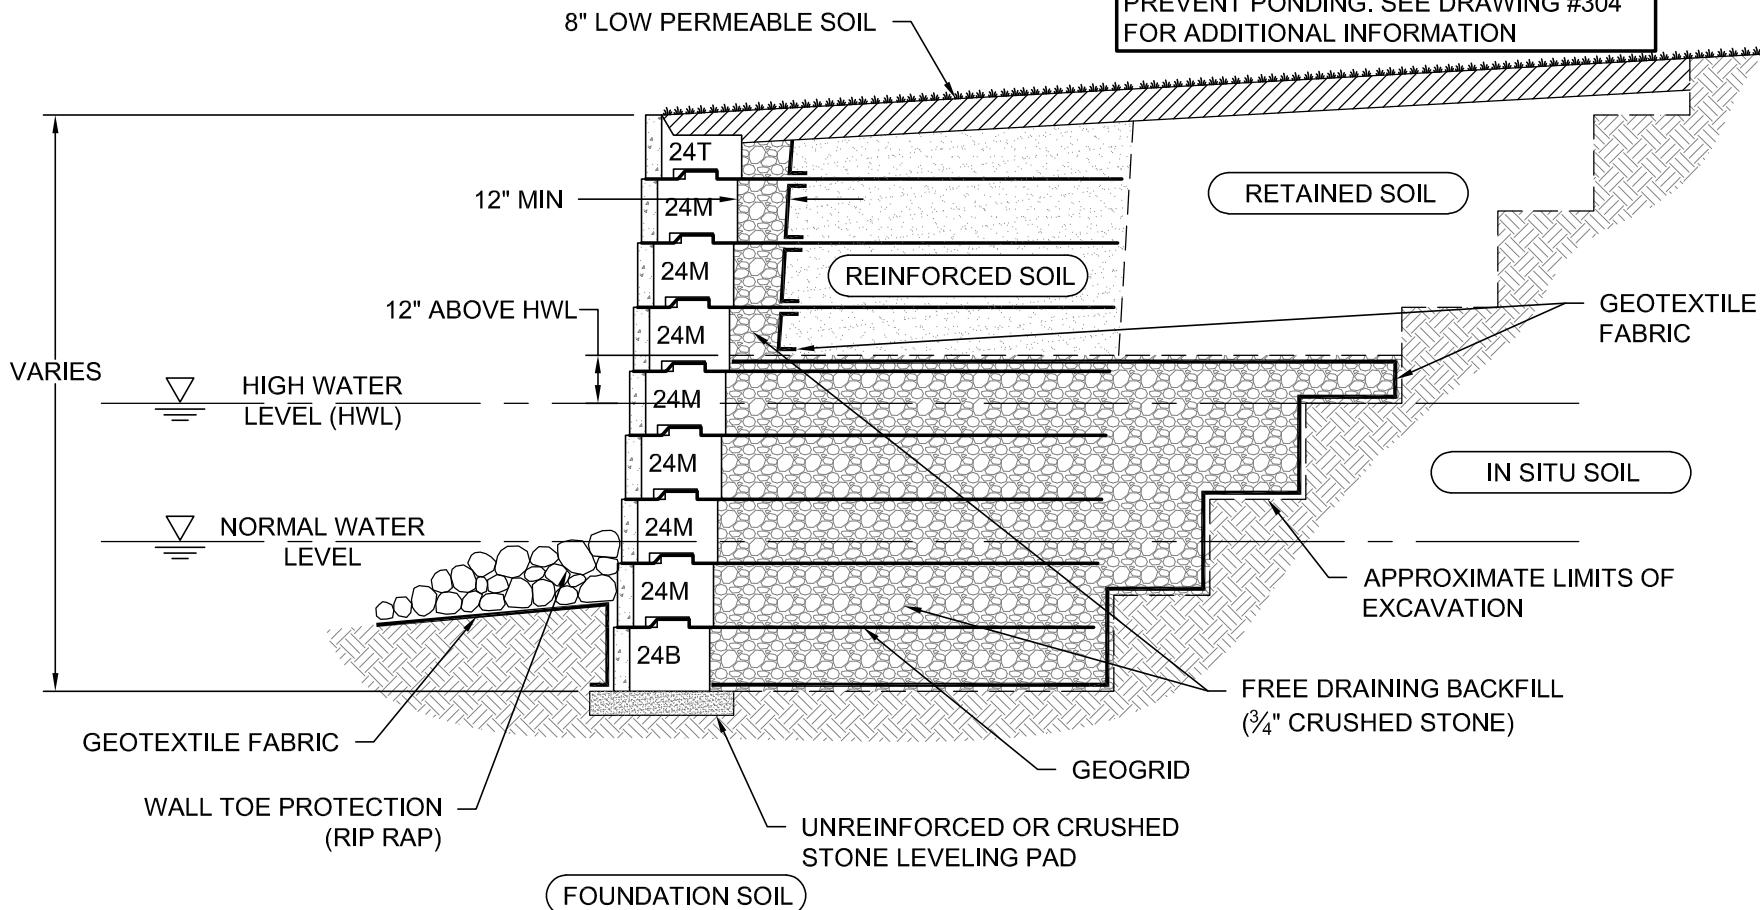 PREVENT PONDING. SEE DRAWING #304
FOR ADDITIONAL INFORMATION
8" LOW PERMEABLE SOIL
24T
12" MIN
24M
RETAINED SOIL
24M
REINFORCED SOIL
12" ABOVE HWL
24M
GEOTEXTILE
FABRIC
VARIES
HIGH WATER
LEVEL (HWL)
24M
24M
IN SITU SOIL
NORMAL WATER
LEVEL
24M
24M
APPROXIMATE LIMITS OF
EXCAVATION
24B
FREE DRAINING BACKFILL
(3/4" CRUSHED STONE)
GEOTEXTILE FABRIC
GEOGRID
WALL TOE PROTECTION
(RIP RAP)
UNREINFORCED OR CRUSHED
STONE LEVELING PAD
FOUNDATION SOIL